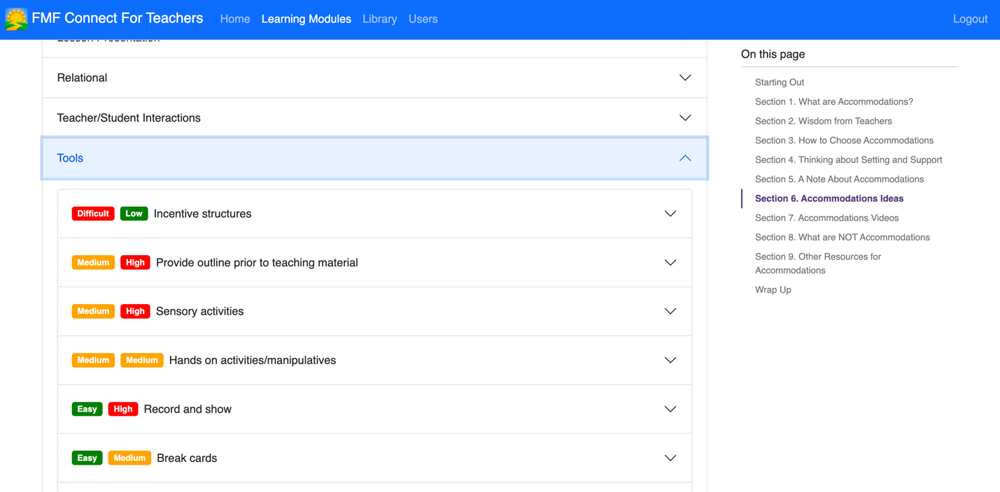 FMF Connect For Teachers Home Learning Modules Library Users Logout
Lesson Presentation
Relational
Teacher/Student Interactions
Tools
Difficult Low Incentive structures
Medium High Provide outline prior to teaching material
Medium High Sensory activities
Medium Medium Hands on activities/manipulatives
Easy High Record and show
Easy Medium Break cards
On this page
Starting Out
Section 1. What are Accommodations?
Section 2. Wisdom from Teachers
Section 3. How to Choose Accommodations
Section 4. Thinking about Setting and Support
Section 5. A Note About Accommodations
Section 6. Accommodations Ideas
Section 7. Accommodations Videos
Section 8. What are NOT Accommodations
Section 9. Other Resources for
Accommodations
Wrap Up